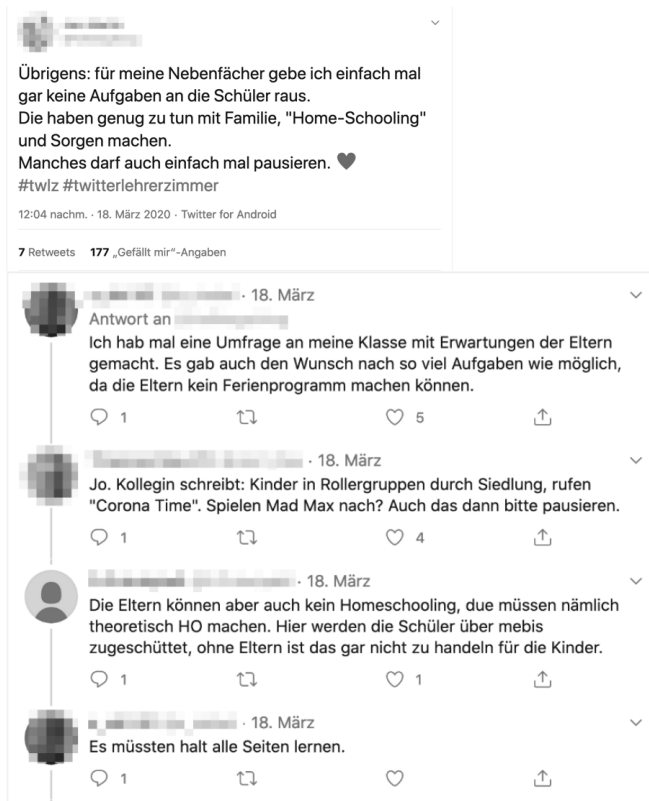 Übrigens: für meine Nebenfächer gebe ich einfach mal
gar keine Aufgaben an die Schüler raus.
Die haben genug zu tun mit Familie, "Home-Schooling"
und Sorgen machen.
Manches darf auch einfach mal pausieren. 🖤
#twlz #twitterlehrerzimmer
12:04 nachm. · 18. März 2020 · Twitter for Android
7 Retweets 177 „Gefällt mir“-Angaben
· 18. März
Antwort an
Ich hab mal eine Umfrage an meine Klasse mit Erwartungen der Eltern
gemacht. Es gab auch den Wunsch nach so viel Aufgaben wie möglich,
da die Eltern kein Ferienprogramm machen können.
1 5
· 18. März
Jo. Kollegin schreibt: Kinder in Rollergruppen durch Siedlung, rufen
"Corona Time". Spielen Mad Max nach? Auch das dann bitte pausieren.
1 4
· 18. März
Die Eltern können aber auch kein Homeschooling, due müssen nämlich
theoretisch HO machen. Hier werden die Schüler über mebis
zugeschüttet, ohne Eltern ist das gar nicht zu handeln für die Kinder.
1 1
· 18. März
Es müssten halt alle Seiten lernen.
1